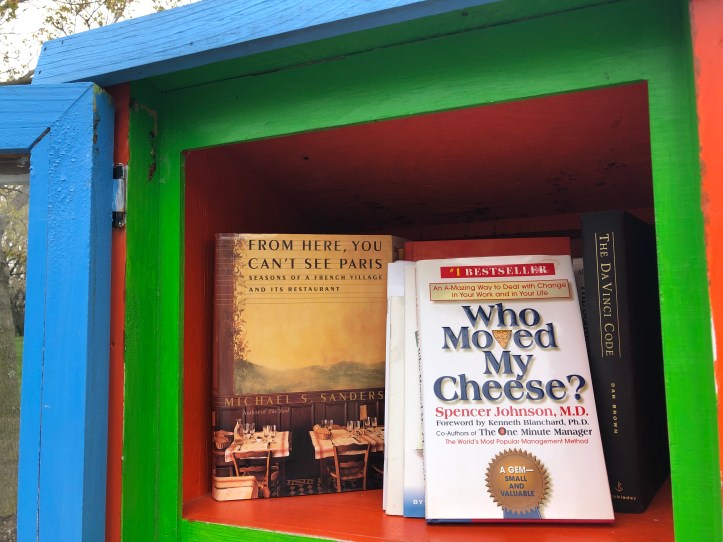 FROM HERE, YOU
CAN'T SEE PARIS
SEASONS OF A FRENCH VILLAGE
AND ITS RESTAURANT
MICHAEL S. SANDERS
#1 BESTSELLER
An A-Mazing Way to Deal with Change
in Your Work and in Your Life
Who
Moved
My
Cheese?
Spencer Johnson, M.D.
Foreword by Kenneth Blanchard, Ph.D.
Co-Authors of The One Minute Manager
The World's Most Popular Management Method
A GEM—
SMALL
AND
VALUABLE
BY
THE DAVINCI CODE
DAN BROWN